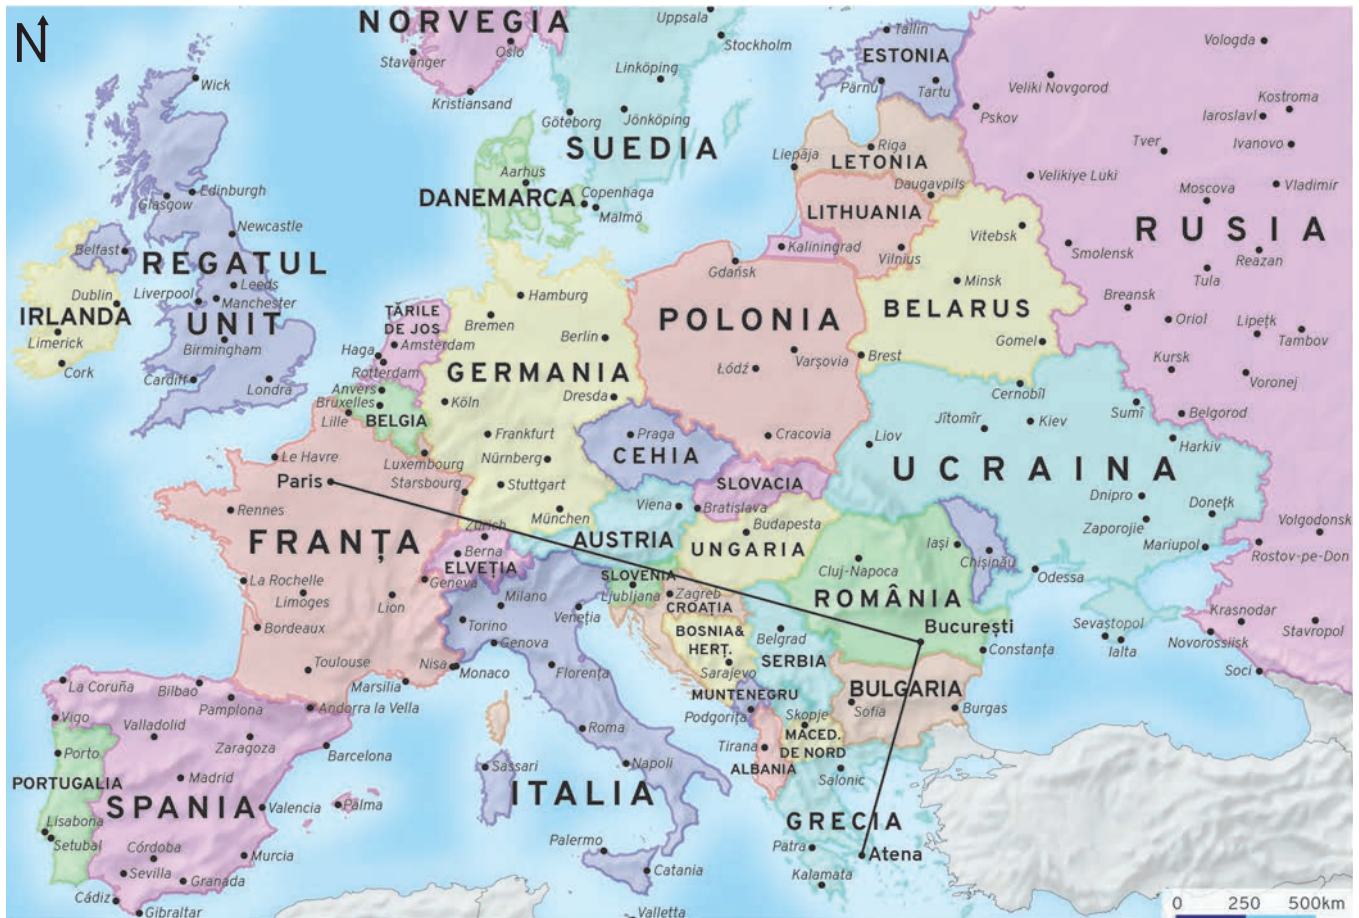 N
NORVEGIA
Uppsala
Tallin
Oslo
Stavanger
Stockholm
Vologda
ESTONIA
Linköping
Pärnu
Tartu
Veliki Novgorod
Wick
Kristiansand
Kostroma
Pskov
Iaroslavl
Göteborg
Jönköping
SUEDIA
Riga
Tver
Ivanovo
Liepāja
LETONIA
Aarhus
Velikiye Luki
Edinburgh
DANEMARCA
Copenhaga
Daugavpils
Moscova
Vladimir
Glasgow
Malmö
LITHUANIA
Newcastle
Vitebsk
RUSIA
Belfast
Kaliningrad
Smolensk
REGATUL
Gdańsk
Vilnius
Reazan
Leeds
Minsk
Tula
Dublin
Liverpool
Manchester
Hamburg
Breansk
IRLANDA
UNIT
ȚĂRILE
DE JOS
Bremen
POLONIA
BELARUS
Oriol
Lipețk
Limerick
Birmingham
Amsterdam
Berlin
Gomel
Tambov
Haga
Varșovia
Brest
Kursk
Cork
Rotterdam
GERMANIA
Łódź
Cardiff
Londra
Anvers
Voronej
Bruxelles
Köln
Dresda
Cernobîl
Sumî
Belgorod
Lille
BELGIA
Jîtomîr
Kiev
Frankfurt
Praga
Cracovia
Liov
Harkiv
Le Havre
Luxembourg
Nürnberg
CEHIA
UCRAINA
Paris
Starsbourg
Stuttgart
SLOVACIA
Dnipro
Donețk
Rennes
München
Viena
Bratislava
Zaporojie
Volgodonsk
Zürich
Budapesta
FRANȚA
Berna
AUSTRIA
UNGARIA
Iași
Chișinău
Mariupol
Rostov-pe-Don
ELVEȚIA
Cluj-Napoca
La Rochelle
Geneva
SLOVENIA
Odessa
Limoges
Lion
Milano
Ljubljana
Zagreb
ROMÂNIA
CROAȚIA
Krasnodar
Bordeaux
Torino
Veneția
București
Sevastopol
Stavropol
BOSNIA&
HERȚ.
Belgrad
Genova
Constanța
Ialta
Novorossiisk
Toulouse
Nisa
Monaco
Florența
Sarajevo
SERBIA
Soci
La Coruña
Bilbao
Marsilia
MUNTENEGRU
BULGARIA
Vigo
Pamplona
Andorra la Vella
Podgorița
Skopje
Sofia
Burgas
Valladolid
Zaragoza
Roma
MACED.
DE NORD
Porto
Barcelona
Tirana
PORTUGALIA
Madrid
Sassari
Napoli
ALBANIA
Salonic
SPANIA
Valencia
Palma
ITALIA
GRECIA
Lisabona
Setubal
Córdoba
Murcia
Palermo
Patra
Atena
Sevilla
Granada
Catania
Kalamata
Cádiz
Gibraltar
Valletta
0 250 500km